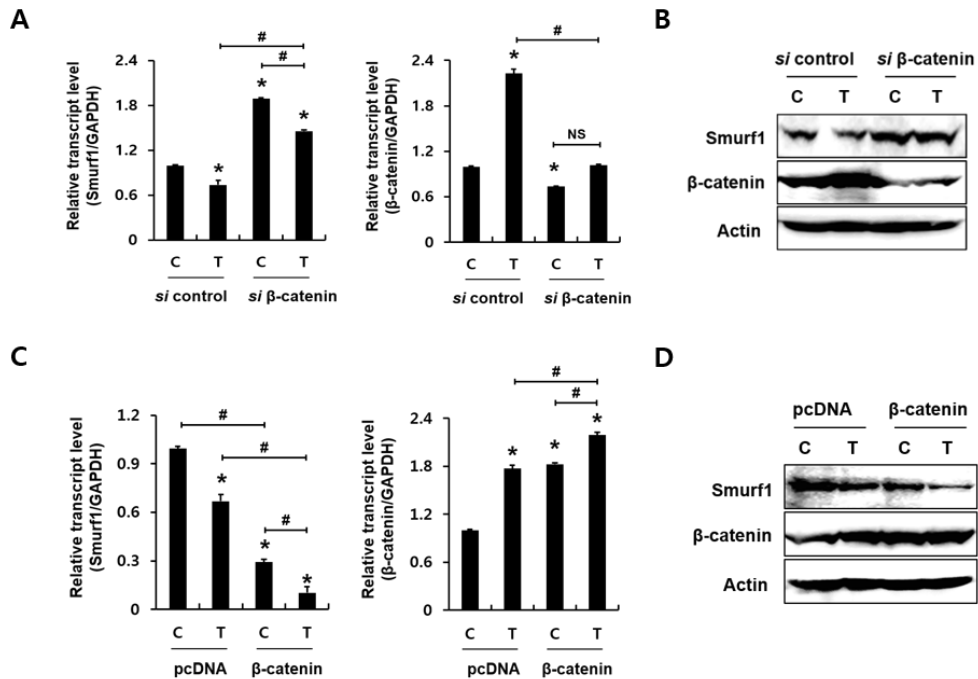 A
Relative transcript level
(Smurf1/GAPDH)
2.4
1.8
1.2
0.6
0
*
*
*
#
#
C T C T
si control si β-catenin
Relative transcript level
(β-catenin/GAPDH)
2.4
1.8
1.2
0.6
0
*
*
NS
#
C T C T
si control si β-catenin
B
si control si β-catenin
C T C T
Smurf1
β-catenin
Actin
C
Relative transcript level
(Smurf1/GAPDH)
1.2
0.9
0.6
0.3
0
#
#
#
*
*
*
C T C T
pcDNA β-catenin
Relative transcript level
(β-catenin/GAPDH)
2.4
1.8
1.2
0.6
0
#
#
*
*
*
C T C T
pcDNA β-catenin
D
pcDNA β-catenin
C T C T
Smurf1
β-catenin
Actin